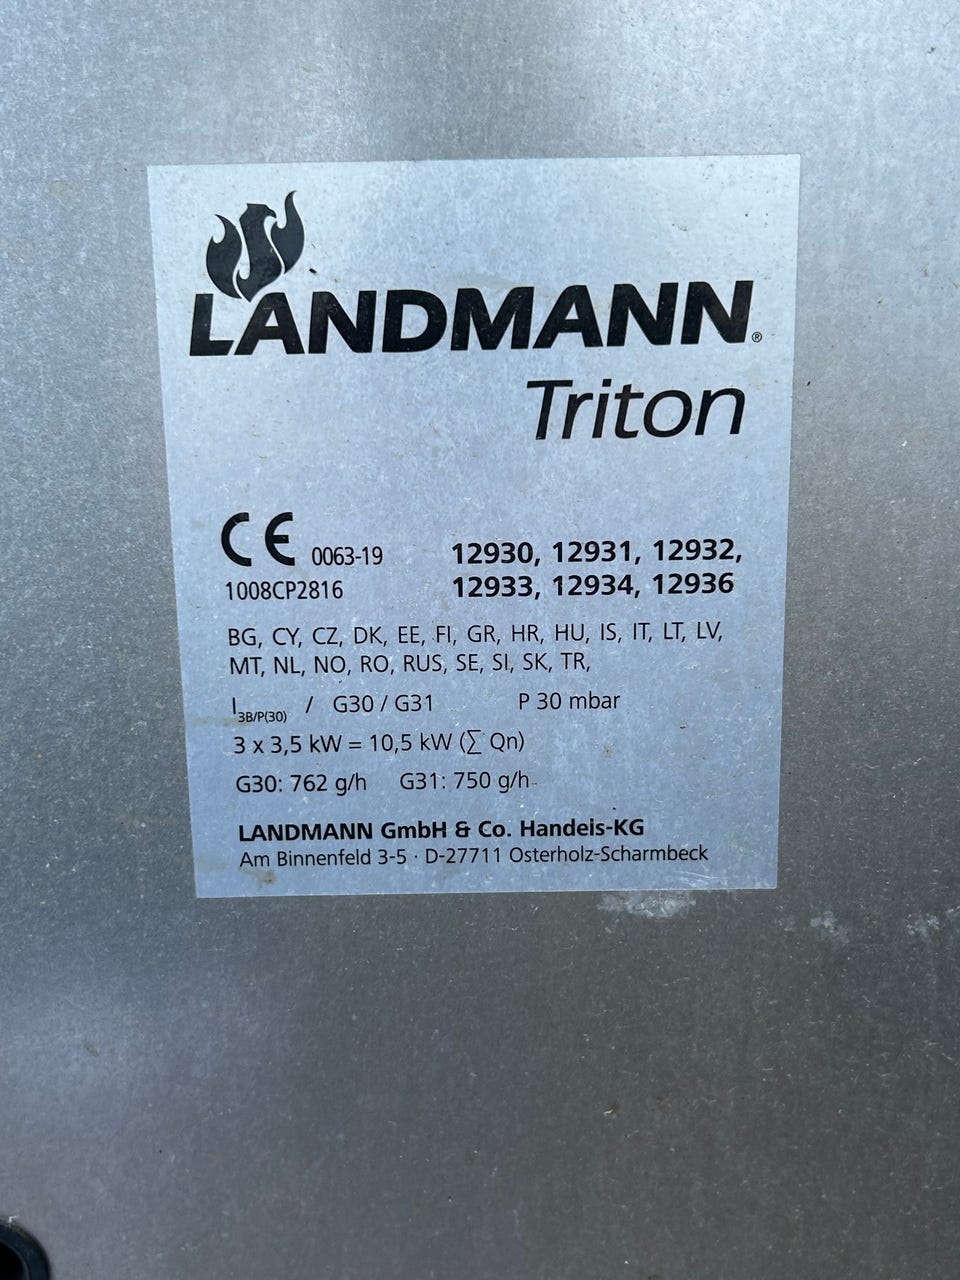 LANDMANN®
Triton
CE 0063-19
1008CP2816
12930, 12931, 12932,
12933, 12934, 12936
BG, CY, CZ, DK, EE, FI, GR, HR, HU, IS, IT, LT, LV,
MT, NL, NO, RO, RUS, SE, SI, SK, TR,
I3B/P(30) / G30 / G31 P 30 mbar
3 x 3,5 kW = 10,5 kW (∑ Qn)
G30: 762 g/h G31: 750 g/h
LANDMANN GmbH & Co. Handels-KG
Am Binnenfeld 3-5 · D-27711 Osterholz-Scharmbeck